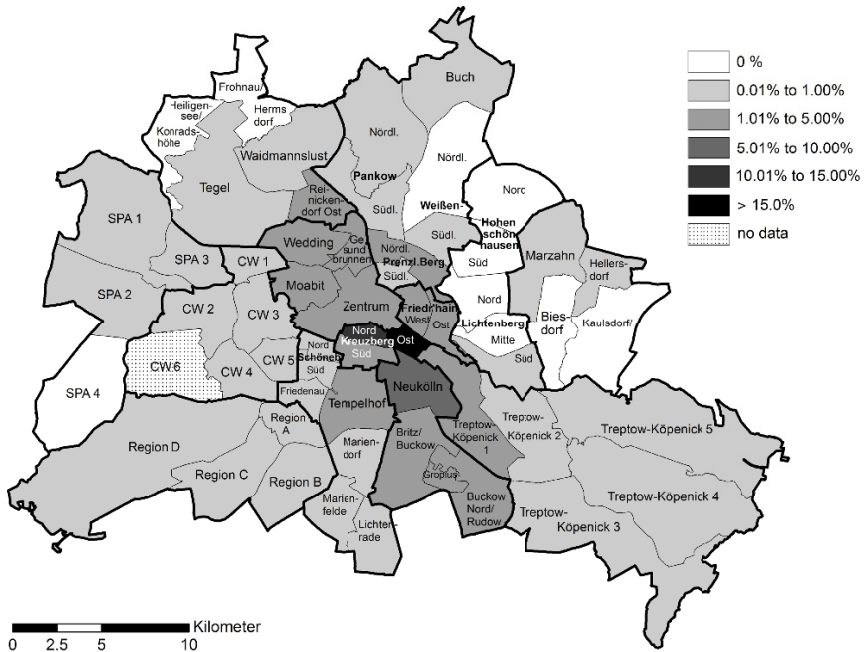 Buch
Frohnau/
Herms
dorf
Heiligen-
see/
Konrads-
höhe
Nördl.
Waidmannslust
Nördl.
Pankow
Tegel
Rei-
nicken-
dorf Ost
Südl.
Weißen-
Nord
SPA 1
Hohen
schön
hausen
Südl.
Wedding
Ge
sund
brunnen
Nördl.
Prenzl.Berg
Südl.
Süd
Marzahn
Hellers-
dorf
SPA 3
CW 1
SPA 2
Moabit
Zentrum
Friedr'hain
West
Ost
Nord
Lichtenberg
Mitte
Süd
Bies-
dorf
Kaulsdorf/
CW 2
CW 3
Nord
Kreuzberg
Süd
Ost
Nord
Schöneb.
Süd
CW 5
CW 6
CW 4
SPA 4
Friedenau
Neukölln
Tempelhof
Region
A
Region D
Region C
Region B
Marien-
dorf
Britz/
Buckow
Gropius
Treptow-
Köpenick
1
Treptow-
Köpenick 2
Treptow-Köpenick 5
Treptow-Köpenick 4
Treptow-
Köpenick 3
Marien-
felde
Lichten-
rade
Buckow
Nord/
Rudow
0 %
0.01% to 1.00%
1.01% to 5.00%
5.01% to 10.00%
10.01% to 15.00%
> 15.0%
no data
Kilometer
0 2.5 5 10